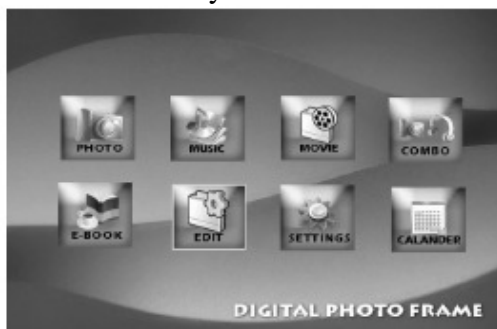 PHOTO MUSIC MOVIE COMBO
E-BOOK EDIT SETTINGS CALANDER
DIGITAL PHOTO FRAME